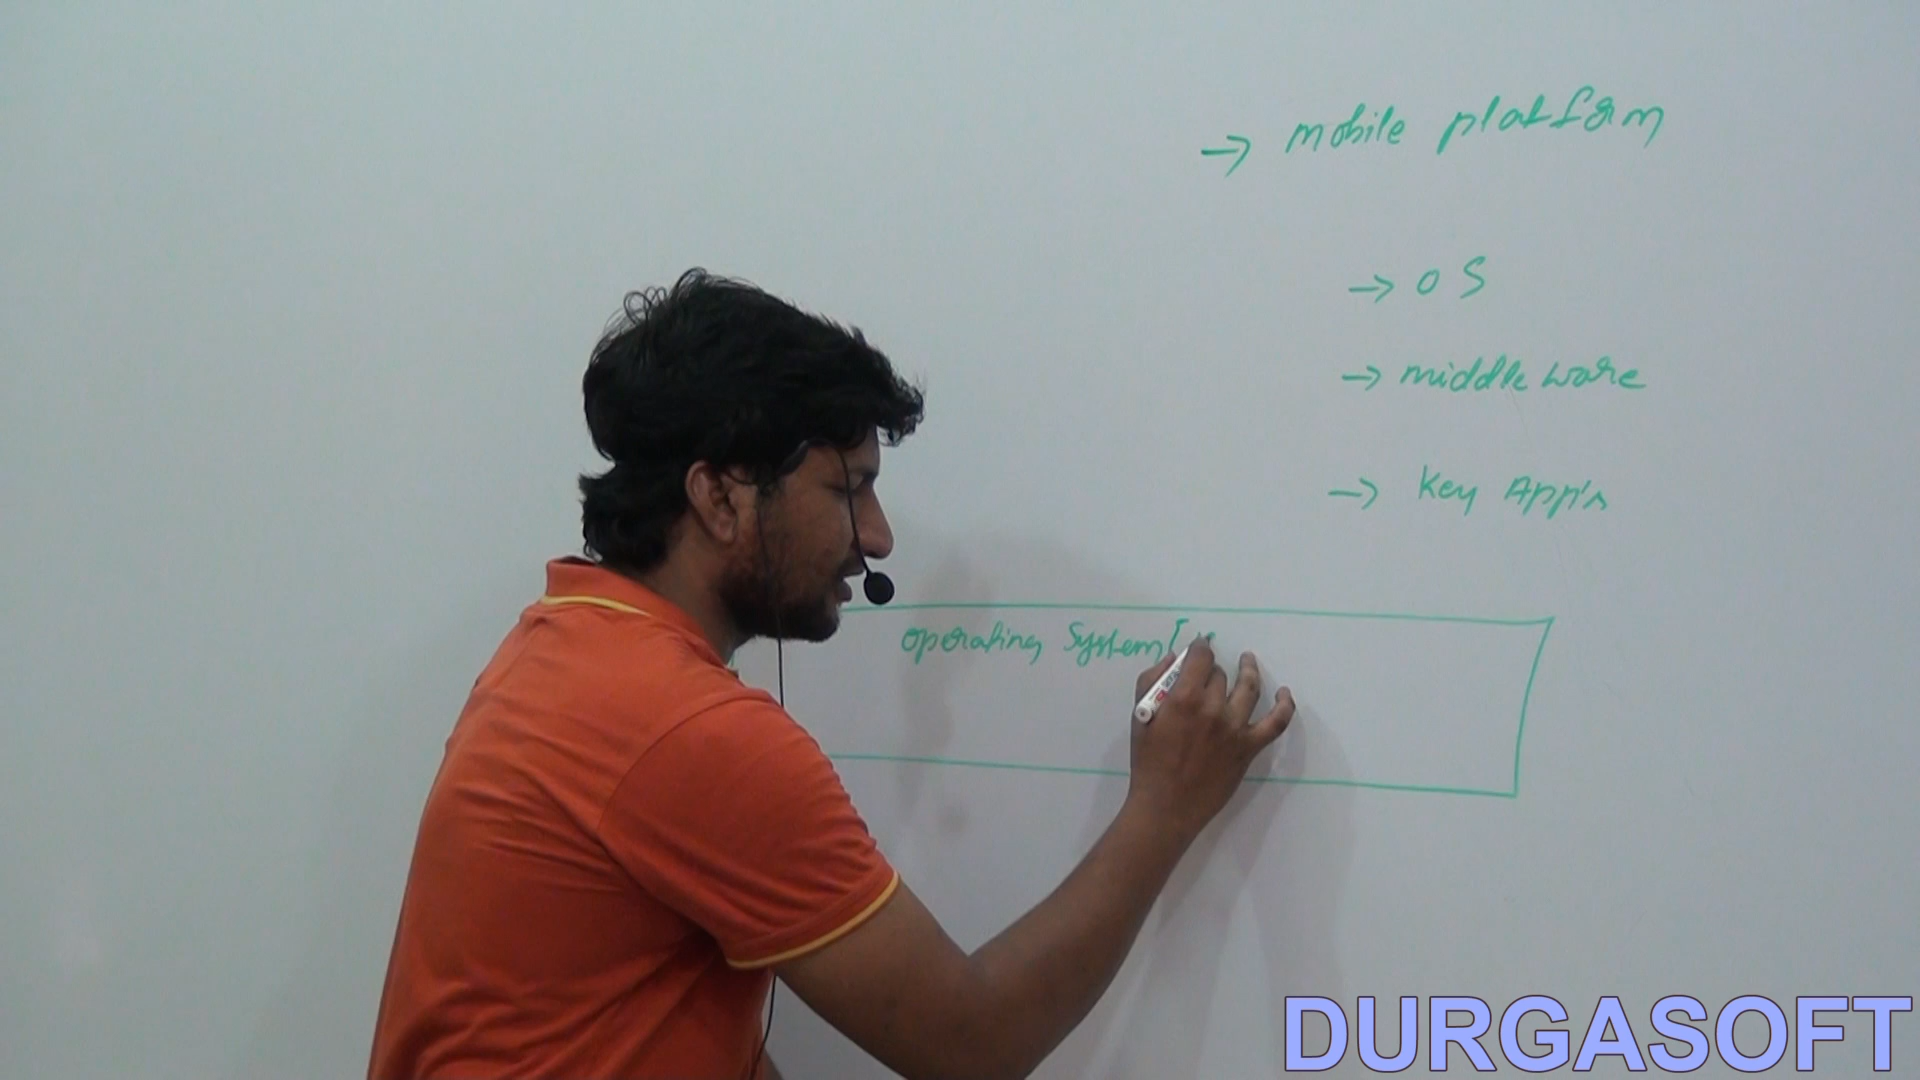 → mobile platform
→ OS
→ middleware
→ Key App's
operating System [
DURGASOFT